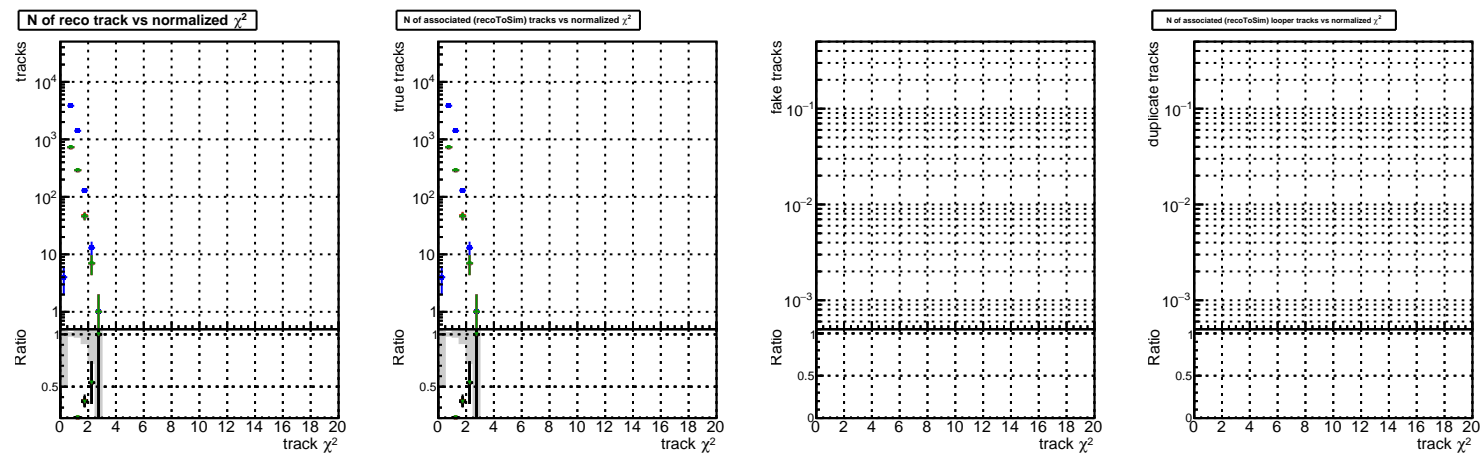 N of reco track vs normalized χ²
N of associated (recoToSim) tracks vs normalized χ²
N of associated (recoToSim) looper tracks vs normalized χ²
tracks
10⁴
10³
10²
10
1
Ratio
1
0.5
0 2 4 6 8 10 12 14 16 18 20
track χ²
true tracks
10⁴
10³
10²
10
1
Ratio
1
0.5
0 2 4 6 8 10 12 14 16 18 20
track χ²
fake tracks
10⁻¹
10⁻²
10⁻³
Ratio
1
0.5
0
0 2 4 6 8 10 12 14 16 18 20
track χ²
duplicate tracks
10⁻¹
10⁻²
10⁻³
Ratio
1
0.5
0
0 2 4 6 8 10 12 14 16 18 20
track χ²